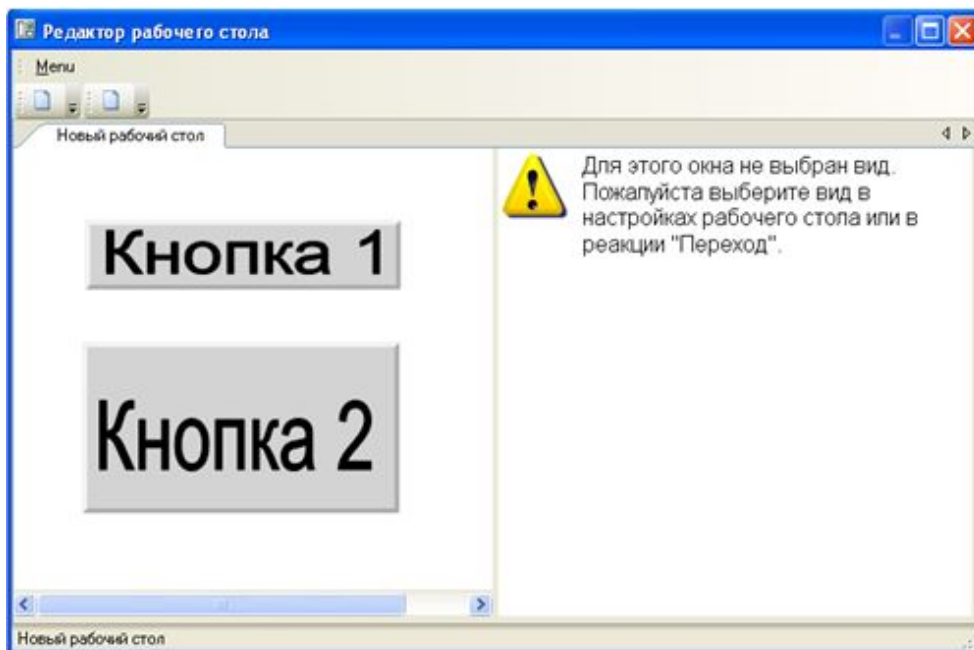 Редактор рабочего стола
Menu
Новый рабочий стол
Кнопка 1
Кнопка 2
Для этого окна не выбран вид.
Пожалуйста выберите вид в
настройках рабочего стола или в
реакции "Переход".
Новый рабочий стол